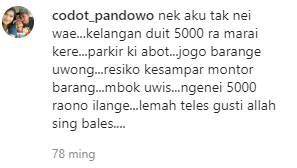 codot_pandowo nek aku tak nei
wae...kelangan duit 5000 ra marai
kere...parkir ki abot...jogo barange
uwong...resiko kesampar montor
barang...mbok uwis...ngenei 5000
raono ilange...lemah teles gusti allah
sing bales....
78 ming